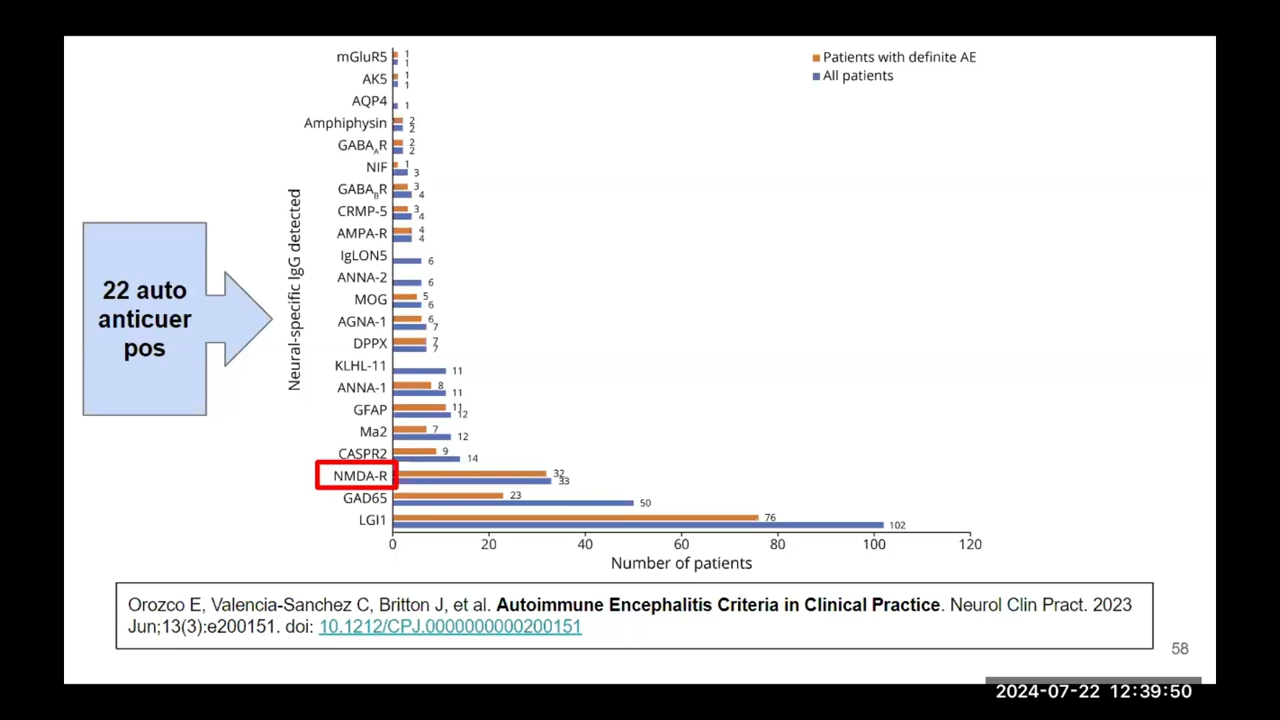 Patients with definite AE
All patients
22 auto
anticuer
pos
Neural-specific IgG detected
mGluR5 1 1
AK5 1 1
AQP4 1
Amphiphysin 2 2
GABA_A R 2 2
NIF 1 3
GABA_B R 3 4
CRMP-5 3 4
AMPA-R 4 4
IgLON5 6
ANNA-2 6
MOG 5 6
AGNA-1 6 7
DPPX 7 7
KLHL-11 11
ANNA-1 8 11
GFAP 11 12
Ma2 7 12
CASPR2 9 14
NMDA-R 32 33
GAD65 23 50
LGI1 76 102
0 20 40 60 80 100 120
Number of patients
Orozco E, Valencia-Sanchez C, Britton J, et al. Autoimmune Encephalitis Criteria in Clinical Practice. Neurol Clin Pract. 2023
Jun;13(3):e200151. doi: 10.1212/CPJ.0000000000200151
58
2024-07-22 12:39:50